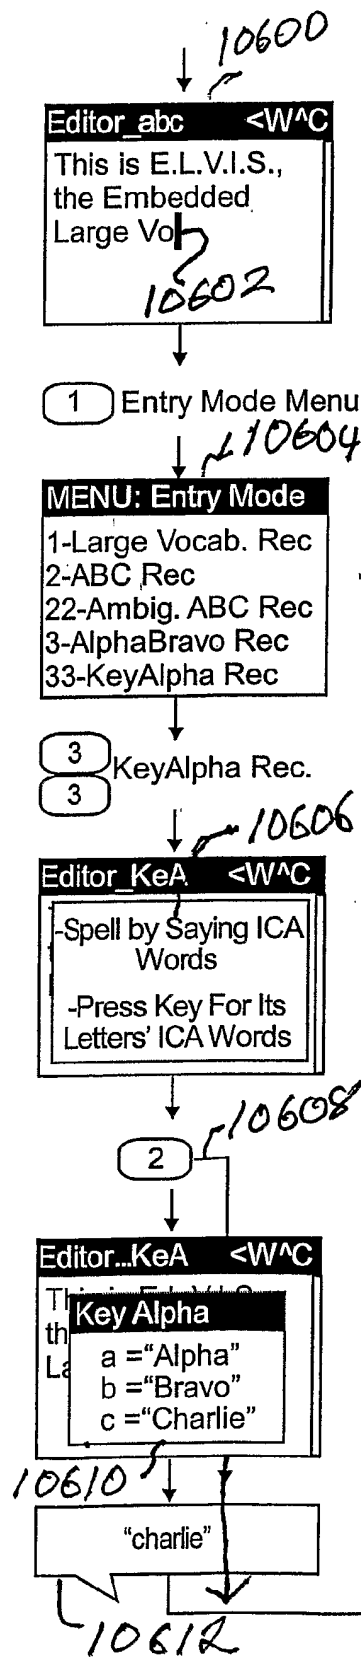 10600
Editor_abc <W^C
This is E.L.V.I.S.,
the Embedded
Large Vo
10602
1 Entry Mode Menu
10604
MENU: Entry Mode
1-Large Vocab. Rec
2-ABC Rec
22-Ambig. ABC Rec
3-AlphaBravo Rec
33-KeyAlpha Rec
3
3
KeyAlpha Rec.
10606
Editor_KeA <W^C
-Spell by Saying ICA
Words
-Press Key For Its
Letters' ICA Words
10608
2
Editor...KeA <W^C
Th
Key Alpha
th
a ="Alpha"
La
b ="Bravo"
c ="Charlie"
10610
"charlie"
10612